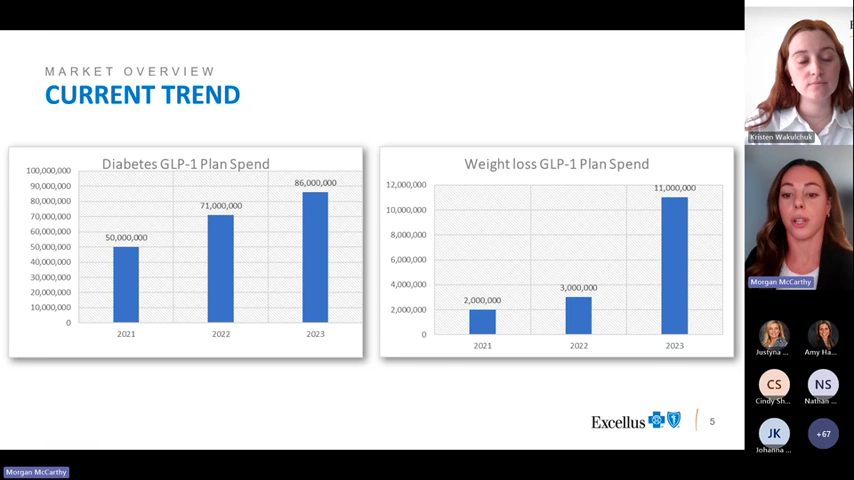 MARKET OVERVIEW
CURRENT TREND
Diabetes GLP-1 Plan Spend
100,000,000
90,000,000
80,000,000
70,000,000
60,000,000
50,000,000
40,000,000
30,000,000
20,000,000
10,000,000
0
50,000,000
71,000,000
86,000,000
2021
2022
2023
Weight loss GLP-1 Plan Spend
12,000,000
10,000,000
8,000,000
6,000,000
4,000,000
2,000,000
0
2,000,000
3,000,000
11,000,000
2021
2022
2023
Excellus
5
Kristen Wakulchuk
Morgan McCarthy
Justyna ...
Amy Ha...
CS
Cindy Sh...
NS
Nathan ...
JK
Johanna ...
+67
Morgan McCarthy